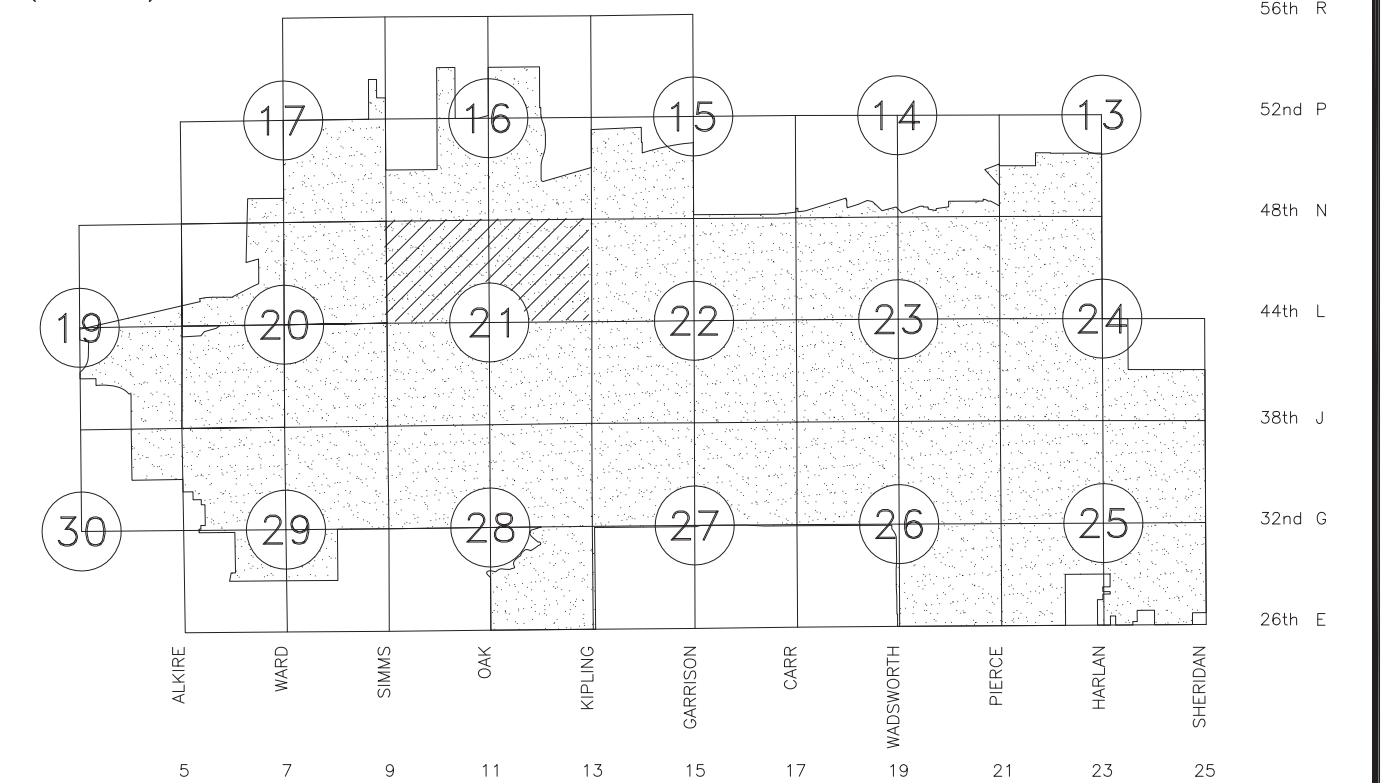 56th R
17 16 15 14 13
52nd P
48th N
19 20 21 22 23 24
44th L
38th J
30 29 28 27 26 25
32nd G
26th E
ALKIRE WARD SIMMS OAK KIPLING GARRISON CARR WADSWORTH PIERCE HARLAN SHERIDAN
5 7 9 11 13 15 17 19 21 23 25